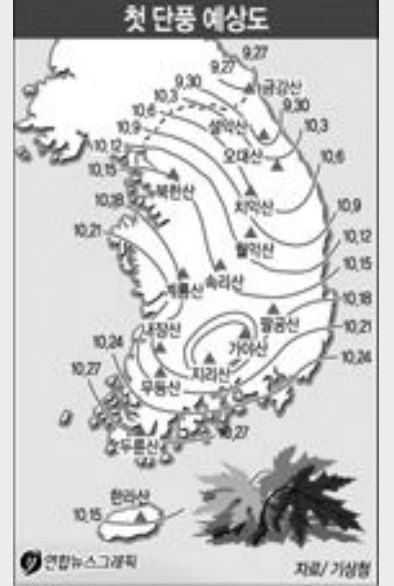 첫 단풍 예상도
9,27
9,27
금강산
9,30
9,30
10,3
설악산
10,3
10,6
오대산
10,9
10,6
10,12
10,15
북한산
치악산
10,18
10,9
10,21
월악산
10,12
10,15
계룡산
속리산
10,18
팔공산
내장산
10,21
가야산
10,24
10,24
지리산
10,27
무등산
10,27
두륜산
한라산
10,15
연합뉴스그래픽
자료/기상청